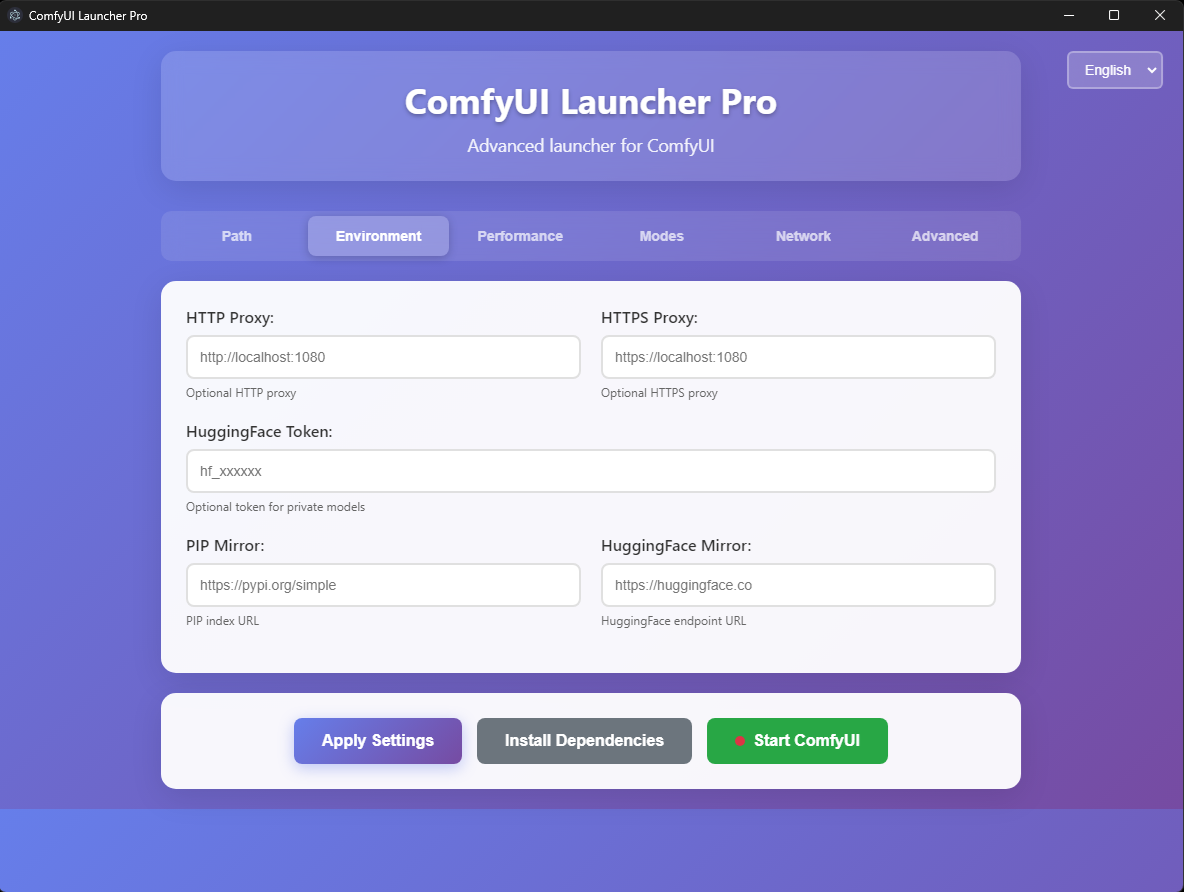 ComfyUI Launcher Pro
English
ComfyUI Launcher Pro
Advanced launcher for ComfyUI
Path Environment Performance Modes Network Advanced
HTTP Proxy: HTTPS Proxy:
http://localhost:1080 https://localhost:1080
Optional HTTP proxy Optional HTTPS proxy
HuggingFace Token:
hf_xxxxxx
Optional token for private models
PIP Mirror: HuggingFace Mirror:
https://pypi.org/simple https://huggingface.co
PIP index URL HuggingFace endpoint URL
Apply Settings Install Dependencies Start ComfyUI